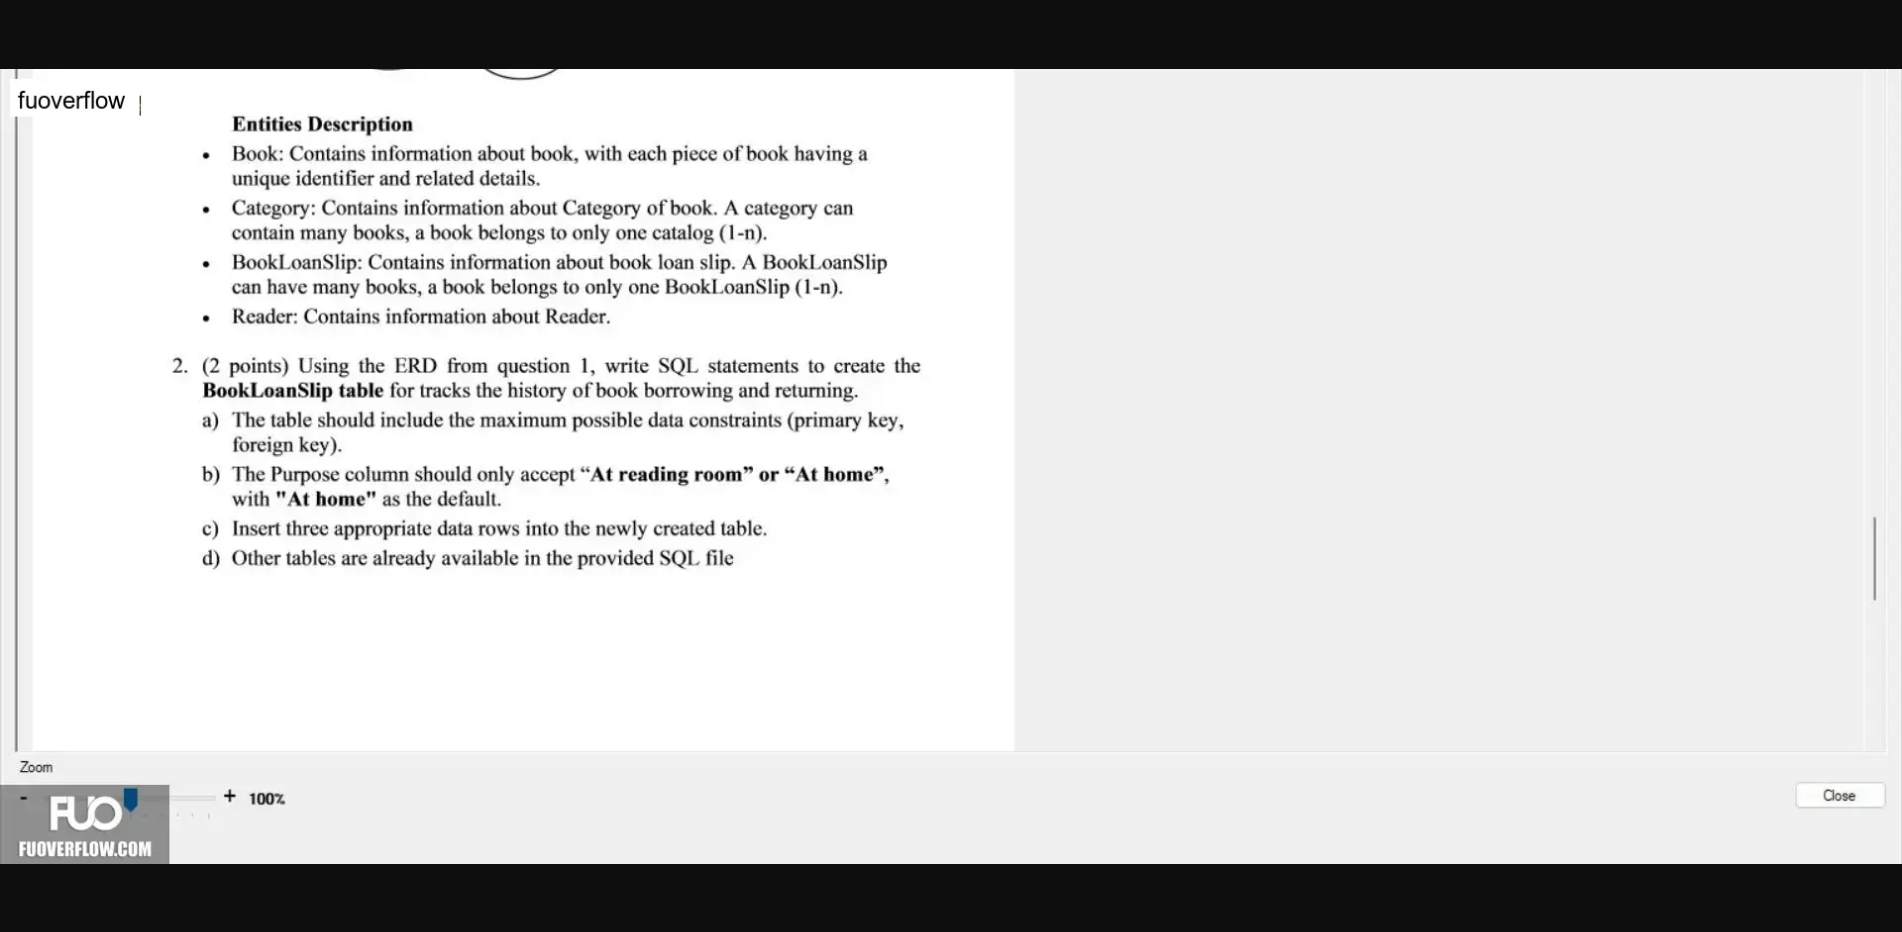 fuoverflow
Entities Description
• Book: Contains information about book, with each piece of book having a
unique identifier and related details.
• Category: Contains information about Category of book. A category can
contain many books, a book belongs to only one catalog (1-n).
• BookLoanSlip: Contains information about book loan slip. A BookLoanSlip
can have many books, a book belongs to only one BookLoanSlip (1-n).
• Reader: Contains information about Reader.
2. (2 points) Using the ERD from question 1, write SQL statements to create the
BookLoanSlip table for tracks the history of book borrowing and returning.
a) The table should include the maximum possible data constraints (primary key,
foreign key).
b) The Purpose column should only accept “At reading room” or “At home”,
with "At home" as the default.
c) Insert three appropriate data rows into the newly created table.
d) Other tables are already available in the provided SQL file
Zoom
- + 100%
Close
FUO
FUOVERFLOW.COM